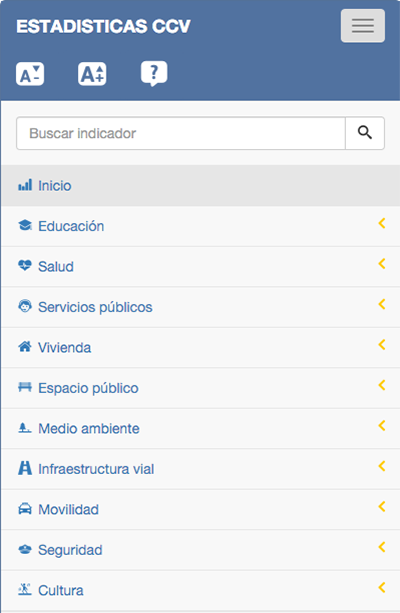 ESTADISTICAS CCV
A- A+ ?
Buscar indicador
Inicio
Educación
Salud
Servicios públicos
Vivienda
Espacio público
Medio ambiente
Infraestructura vial
Movilidad
Seguridad
Cultura